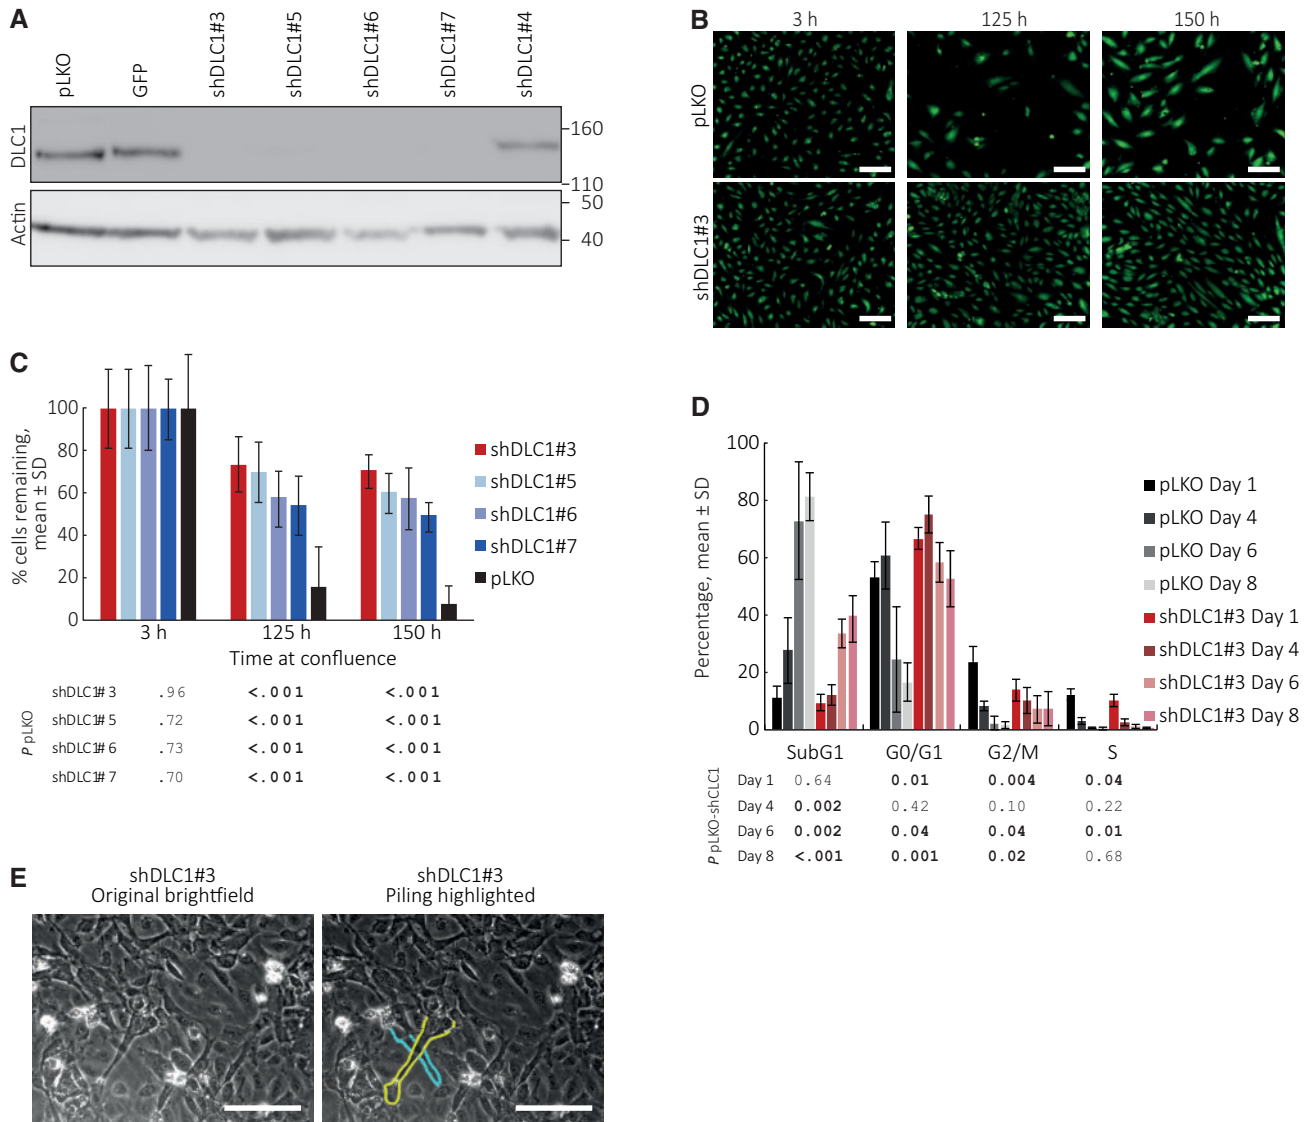 A
pLKO
GFP
shDLC1#3
shDLC1#5
shDLC1#6
shDLC1#7
shDLC1#4
DLC1
160
110
Actin
50
40
B
3 h
125 h
150 h
pLKO
shDLC1#3
C
% cells remaining,
mean ± SD
100
80
60
40
20
0
3 h
125 h
150 h
Time at confluence
shDLC1#3
shDLC1#5
shDLC1#6
shDLC1#7
pLKO
P pLKO
shDLC1#3 .96 <.001 <.001
shDLC1#5 .72 <.001 <.001
shDLC1#6 .73 <.001 <.001
shDLC1#7 .70 <.001 <.001
D
Percentage, mean ± SD
100
80
60
40
20
0
SubG1
G0/G1
G2/M
S
pLKO Day 1
pLKO Day 4
pLKO Day 6
pLKO Day 8
shDLC1#3 Day 1
shDLC1#3 Day 4
shDLC1#3 Day 6
shDLC1#3 Day 8
P pLKO-shCLC1
Day 1 0.64 0.01 0.004 0.04
Day 4 0.002 0.42 0.10 0.22
Day 6 0.002 0.04 0.04 0.01
Day 8 <.001 0.001 0.02 0.68
E
shDLC1#3
Original brightfield
shDLC1#3
Piling highlighted